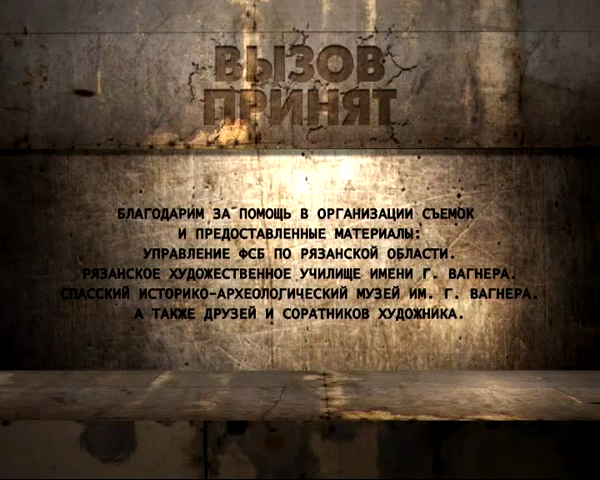 ВЫЗОВ
ПРИНЯТ
БЛАГОДАРИМ ЗА ПОМОЩЬ В ОРГАНИЗАЦИИ СЪЕМОК
И ПРЕДОСТАВЛЕННЫЕ МАТЕРИАЛЫ:
УПРАВЛЕНИЕ ФСБ ПО РЯЗАНСКОЙ ОБЛАСТИ.
РЯЗАНСКОЕ ХУДОЖЕСТВЕННОЕ УЧИЛИЩЕ ИМЕНИ Г. ВАГНЕРА.
СПАССКИЙ ИСТОРИКО-АРХЕОЛОГИЧЕСКИЙ МУЗЕЙ ИМ. Г. ВАГНЕРА.
А ТАКЖЕ ДРУЗЕЙ И СОРАТНИКОВ ХУДОЖНИКА.